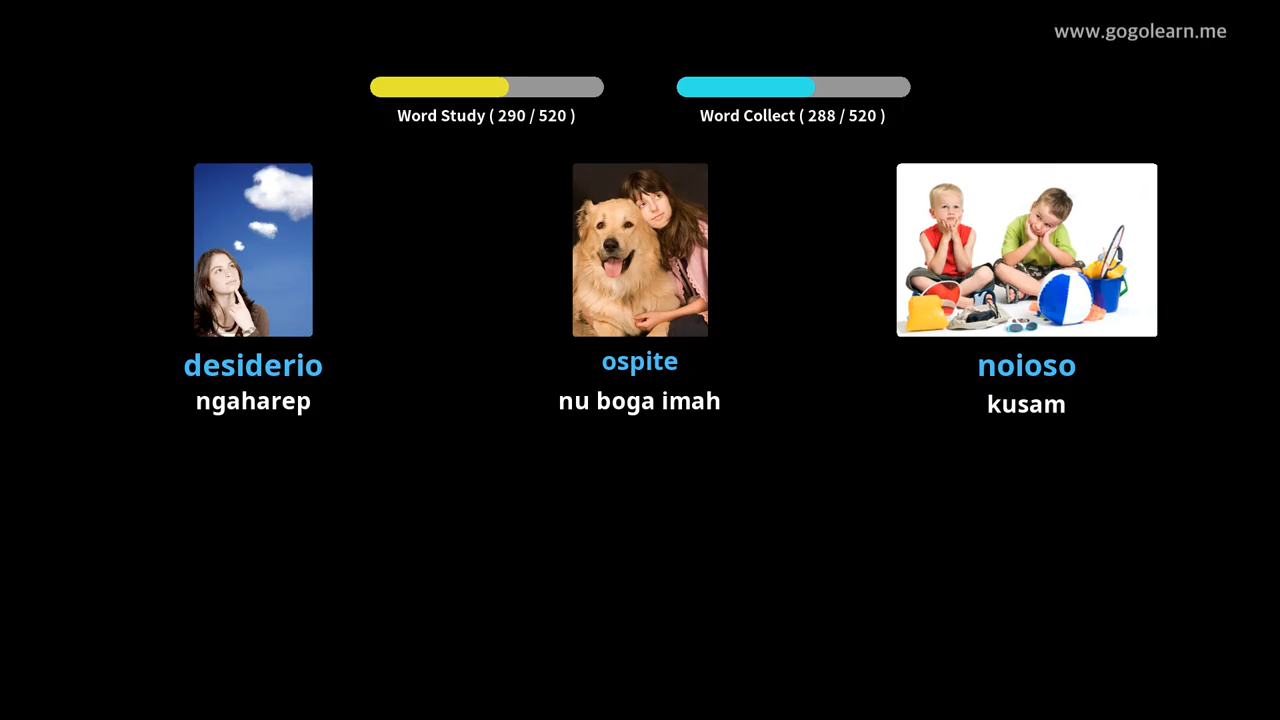 www.gogolearn.me
Word Study ( 290 / 520 )
Word Collect ( 288 / 520 )
desiderio
ngaharep
ospite
nu boga imah
noioso
kusam